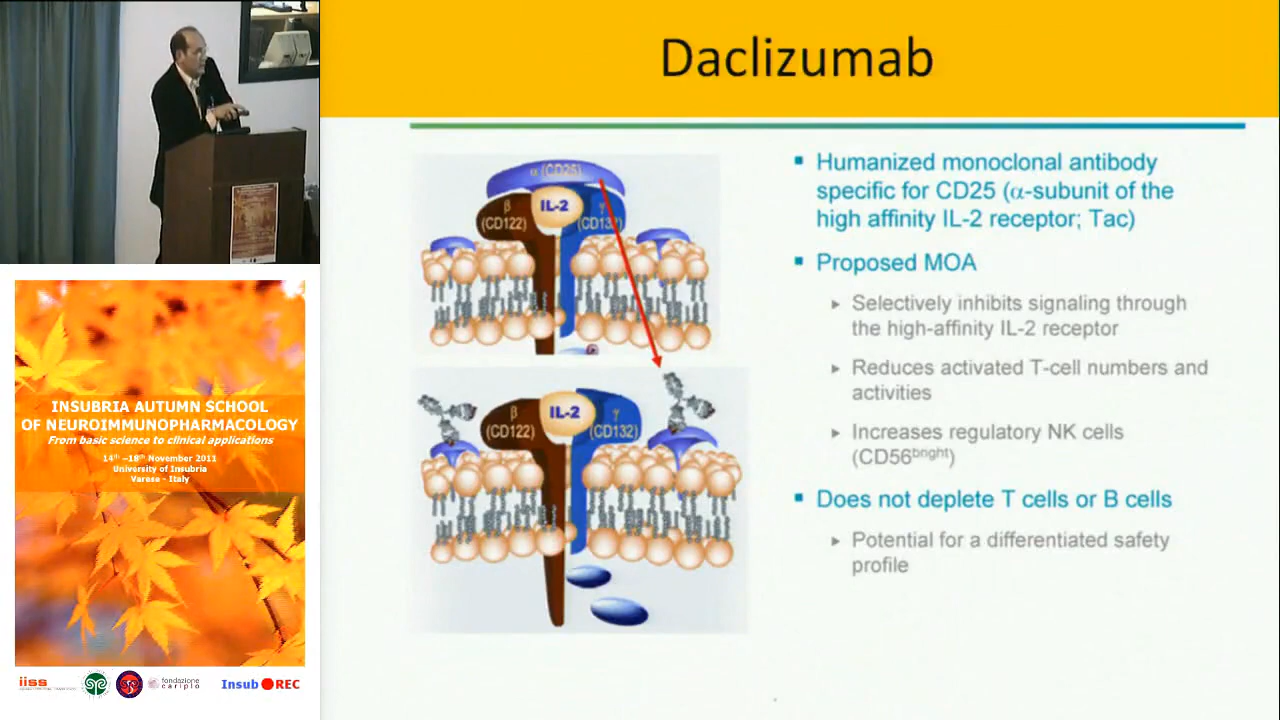 Daclizumab
α (CD25)
β
(CD122)
IL-2
γ
(CD132)
β
(CD122)
IL-2
γ
(CD132)
Humanized monoclonal antibody
specific for CD25 (α-subunit of the
high affinity IL-2 receptor; Tac)
Proposed MOA
Selectively inhibits signaling through
the high-affinity IL-2 receptor
Reduces activated T-cell numbers and
activities
Increases regulatory NK cells
(CD56bright)
Does not deplete T cells or B cells
Potential for a differentiated safety
profile
INSUBRIA AUTUMN SCHOOL
OF NEUROIMMUNOPHARMACOLOGY
From basic science to clinical applications
14th –18th November 2011
University of Insubria
Varese - Italy
iiss
fondazione
cariplo
Insub REC